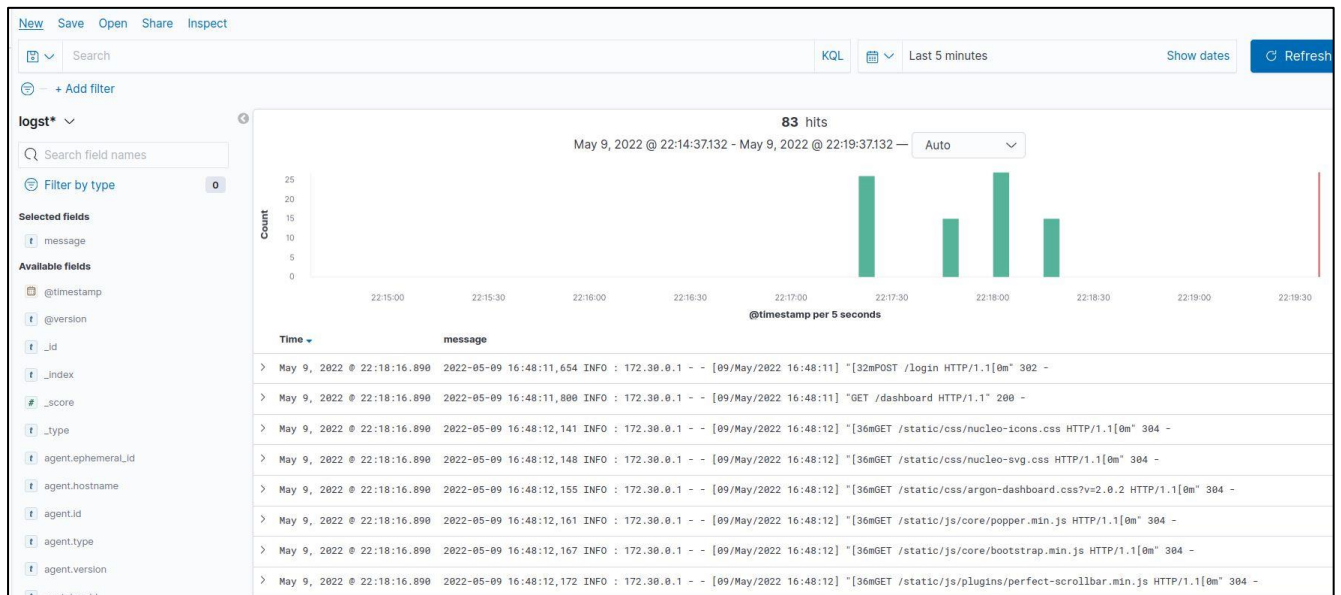 New Save Open Share Inspect
Search KQL Last 5 minutes Show dates Refresh
+ Add filter
logst*
Search field names
Filter by type 0
Selected fields
t message
Available fields
@timestamp
t @version
t _id
t _index
# _score
t _type
t agent.ephemeral_id
t agent.hostname
t agent.id
t agent.type
t agent.version
83 hits
May 9, 2022 @ 22:14:37.132 - May 9, 2022 @ 22:19:37.132 — Auto
Count
25
20
15
10
5
0
22:15:00 22:15:30 22:16:00 22:16:30 22:17:00 22:17:30 22:18:00 22:18:30 22:19:00 22:19:30
@timestamp per 5 seconds
Time message
May 9, 2022 @ 22:18:16.890 2022-05-09 16:48:11,654 INFO : 172.30.0.1 - - [09/May/2022 16:48:11] "[32mPOST /login HTTP/1.1[0m" 302 -
May 9, 2022 @ 22:18:16.890 2022-05-09 16:48:11,800 INFO : 172.30.0.1 - - [09/May/2022 16:48:11] "GET /dashboard HTTP/1.1" 200 -
May 9, 2022 @ 22:18:16.890 2022-05-09 16:48:12,141 INFO : 172.30.0.1 - - [09/May/2022 16:48:12] "[36mGET /static/css/nucleo-icons.css HTTP/1.1[0m" 304 -
May 9, 2022 @ 22:18:16.890 2022-05-09 16:48:12,148 INFO : 172.30.0.1 - - [09/May/2022 16:48:12] "[36mGET /static/css/nucleo-svg.css HTTP/1.1[0m" 304 -
May 9, 2022 @ 22:18:16.890 2022-05-09 16:48:12,155 INFO : 172.30.0.1 - - [09/May/2022 16:48:12] "[36mGET /static/css/argon-dashboard.css?v=2.0.2 HTTP/1.1[0m" 304 -
May 9, 2022 @ 22:18:16.890 2022-05-09 16:48:12,161 INFO : 172.30.0.1 - - [09/May/2022 16:48:12] "[36mGET /static/js/core/popper.min.js HTTP/1.1[0m" 304 -
May 9, 2022 @ 22:18:16.890 2022-05-09 16:48:12,167 INFO : 172.30.0.1 - - [09/May/2022 16:48:12] "[36mGET /static/js/core/bootstrap.min.js HTTP/1.1[0m" 304 -
May 9, 2022 @ 22:18:16.890 2022-05-09 16:48:12,172 INFO : 172.30.0.1 - - [09/May/2022 16:48:12] "[36mGET /static/js/plugins/perfect-scrollbar.min.js HTTP/1.1[0m" 304 -